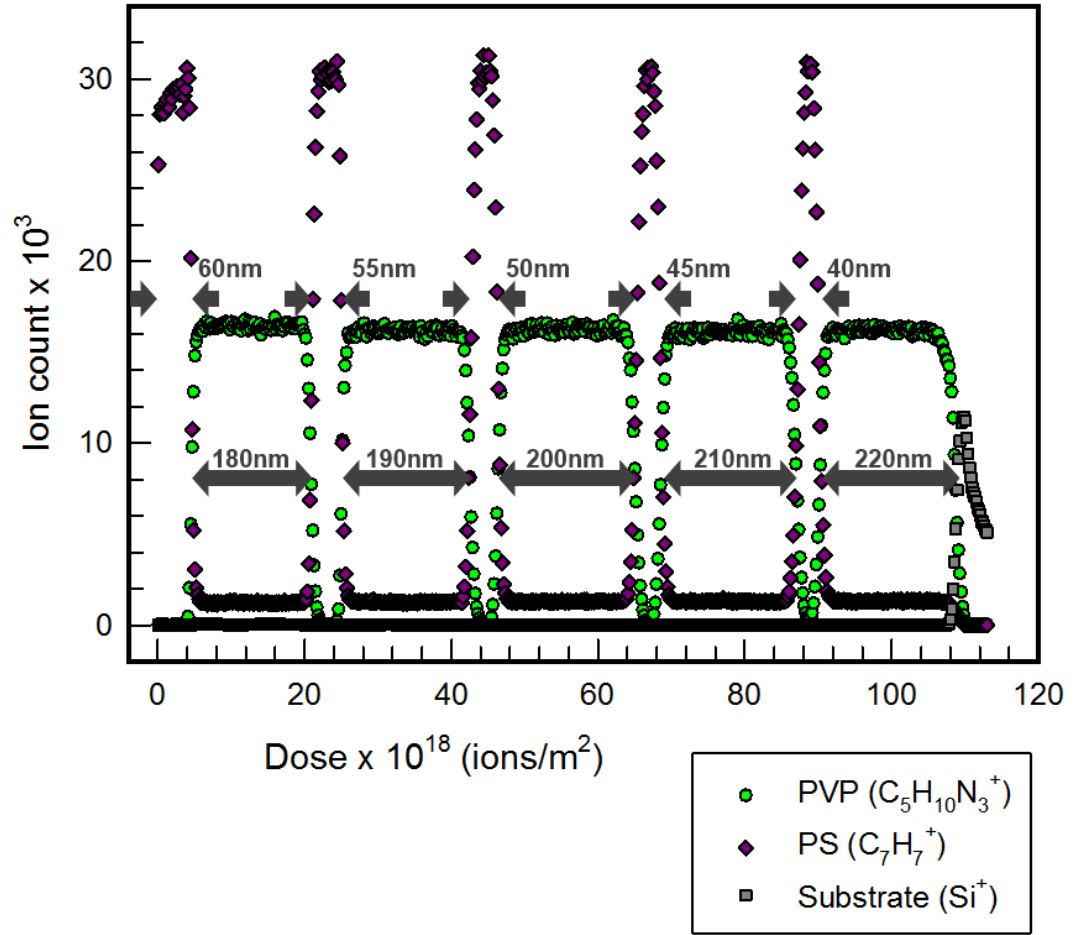 30
20
10
0
Ion count x 10³
60nm
55nm
50nm
45nm
40nm
180nm
190nm
200nm
210nm
220nm
0 20 40 60 80 100 120
Dose x 10¹⁸ (ions/m²)
PVP (C₅H₁₀N₃⁺)
PS (C₇H₇⁺)
Substrate (Si⁺)